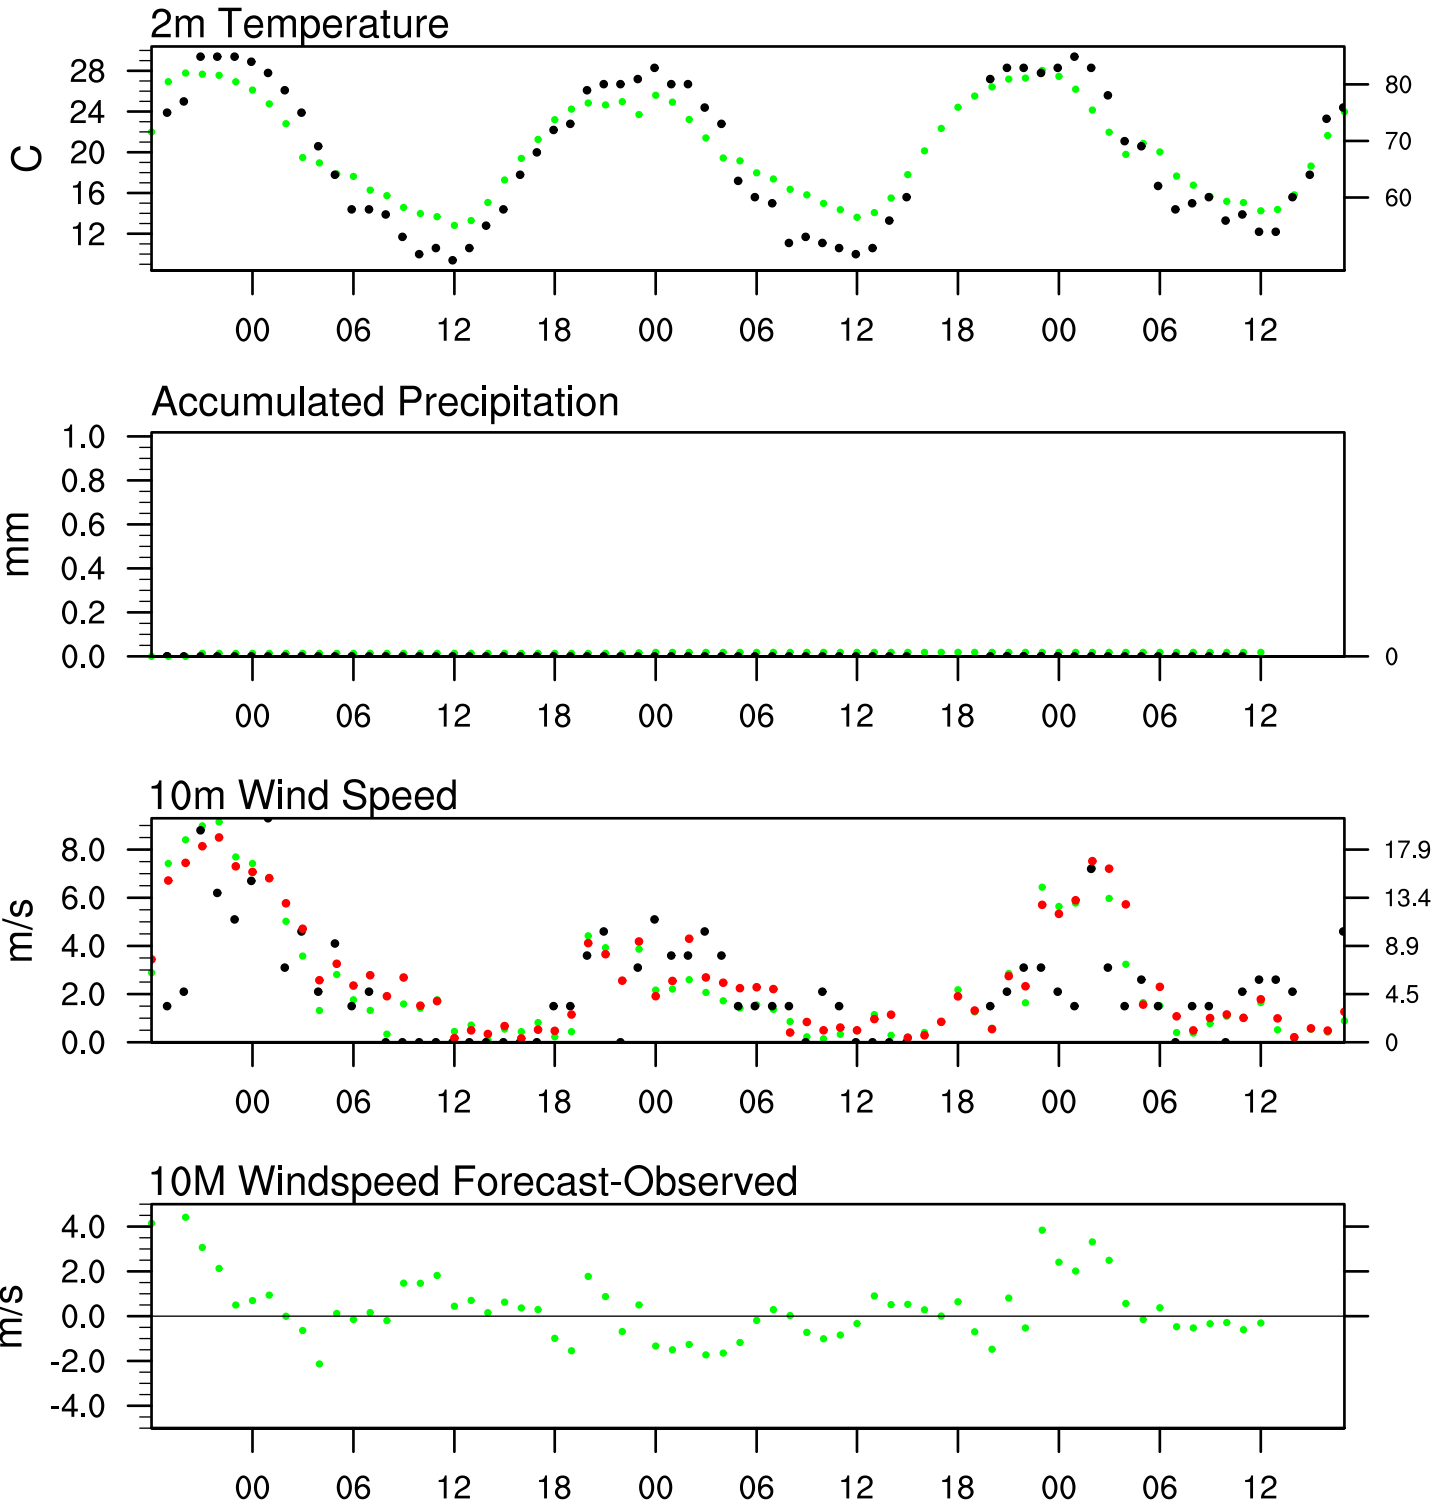 2m Temperature
28
24
20
16
12
C
80
70
60
00 06 12 18 00 06 12 18 00 06 12
Accumulated Precipitation
1.0
0.8
0.6
0.4
0.2
0.0
mm
0
00 06 12 18 00 06 12 18 00 06 12
10m Wind Speed
8.0
6.0
4.0
2.0
0.0
m/s
17.9
13.4
8.9
4.5
0
00 06 12 18 00 06 12 18 00 06 12
10M Windspeed Forecast-Observed
4.0
2.0
0.0
-2.0
-4.0
m/s
00 06 12 18 00 06 12 18 00 06 12